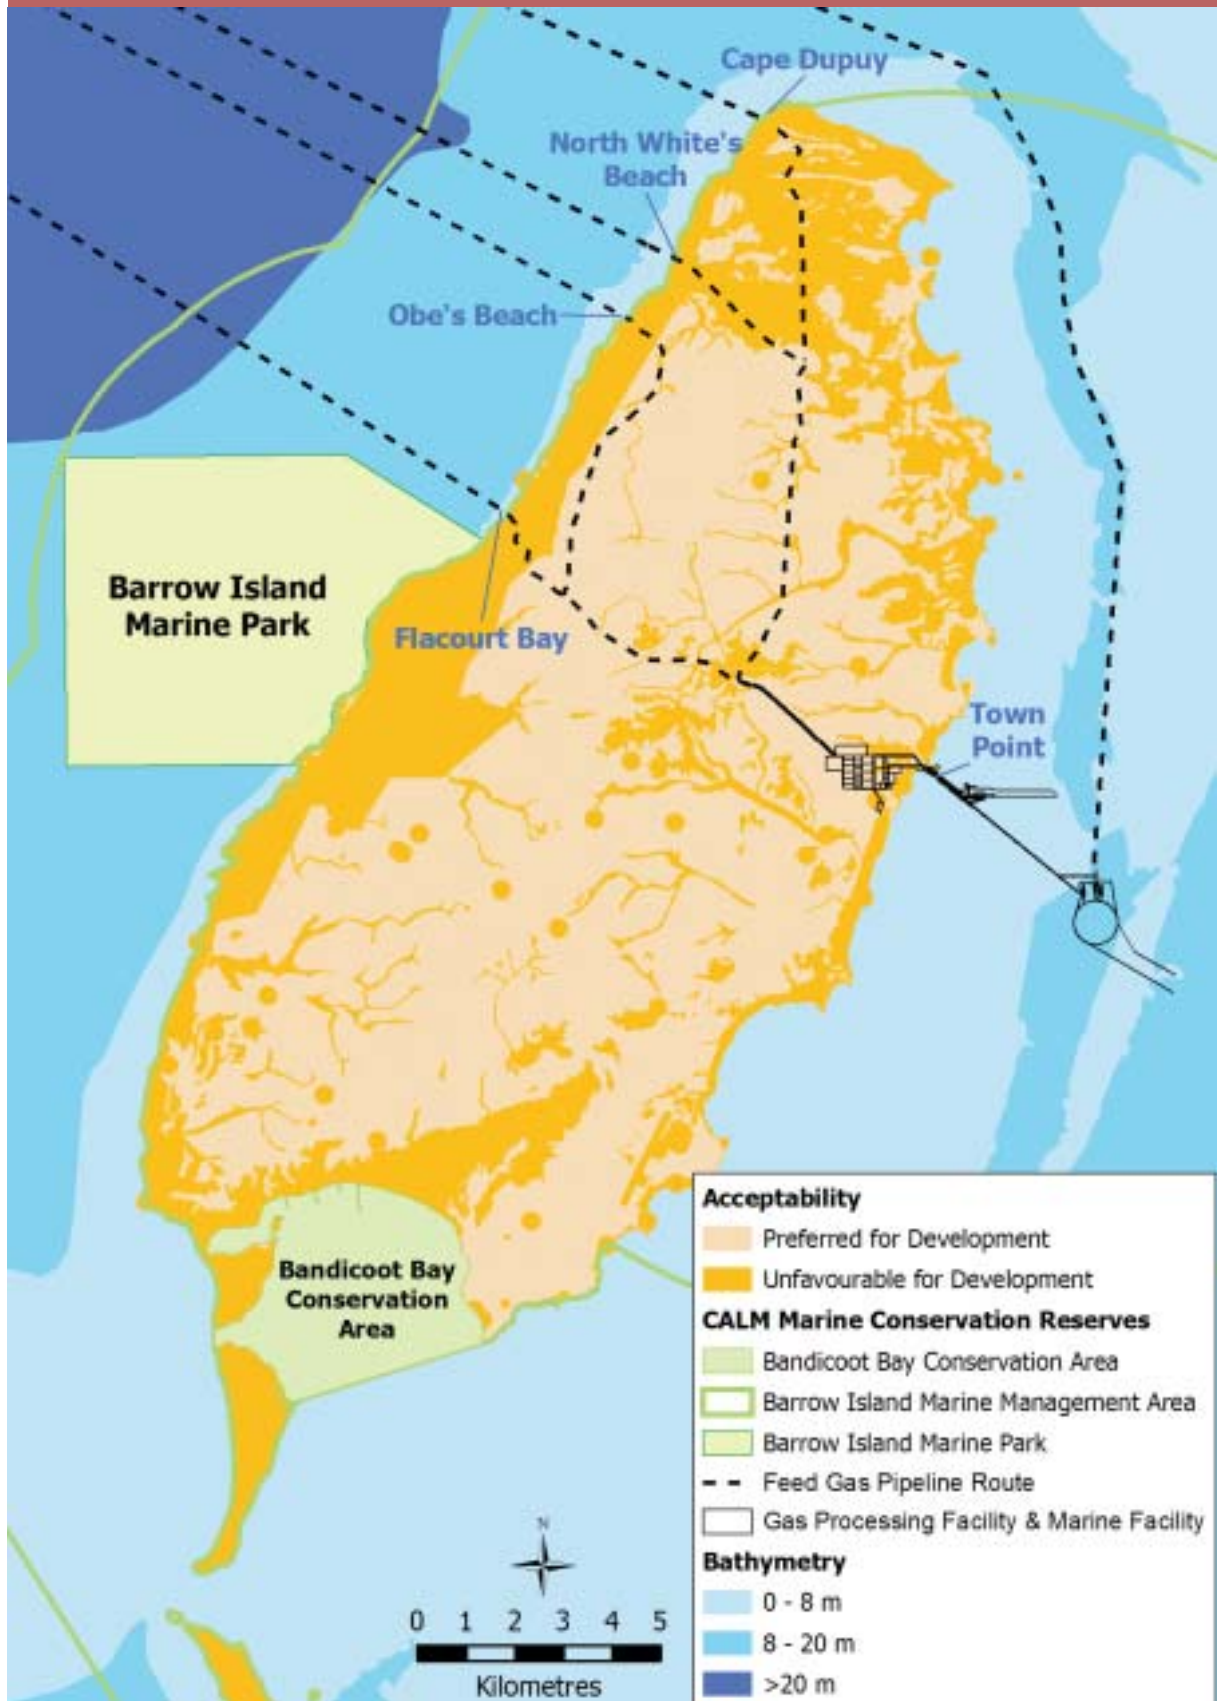 Cape Dupuy
North White's
Beach
Obe's Beach
Barrow Island
Marine Park
Flacourt Bay
Town
Point
Bandicoot Bay
Conservation
Area
N
0 1 2 3 4 5
Kilometres
Acceptability
Preferred for Development
Unfavourable for Development
CALM Marine Conservation Reserves
Bandicoot Bay Conservation Area
Barrow Island Marine Management Area
Barrow Island Marine Park
Feed Gas Pipeline Route
Gas Processing Facility & Marine Facility
Bathymetry
0 - 8 m
8 - 20 m
>20 m